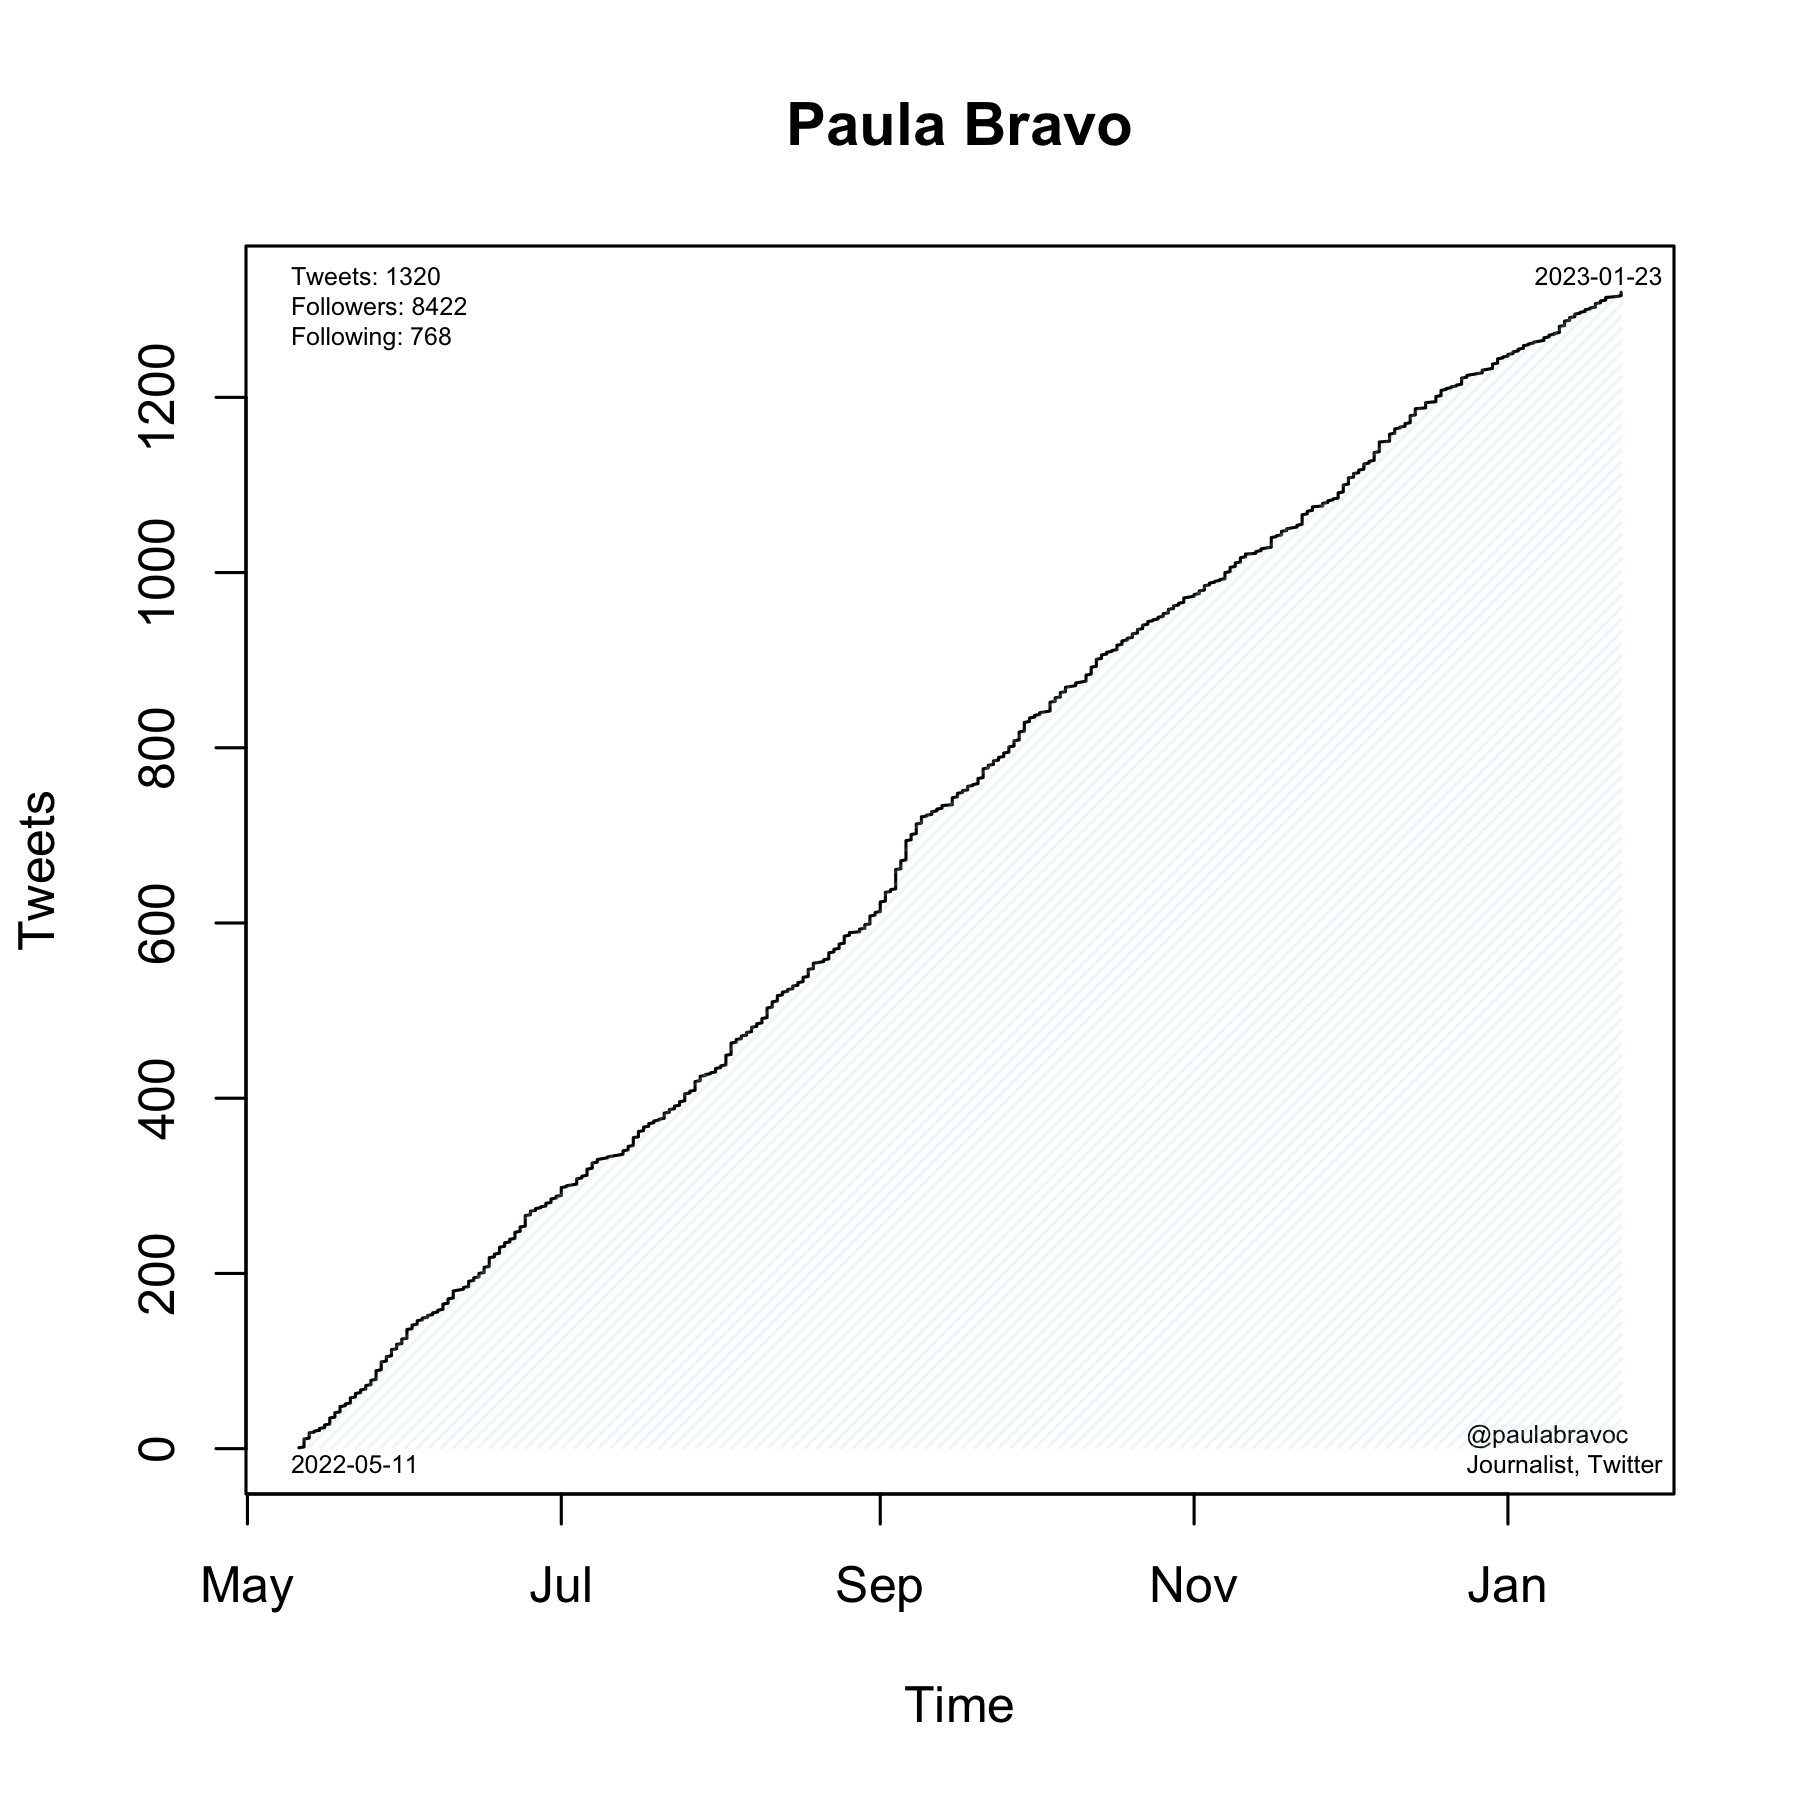 Paula Bravo
Tweets: 1320
Followers: 8422
Following: 768
2023-01-23
1200
1000
800
600
400
200
0
Tweets
2022-05-11
@paulabravoc
Journalist, Twitter
May
Jul
Sep
Nov
Jan
Time